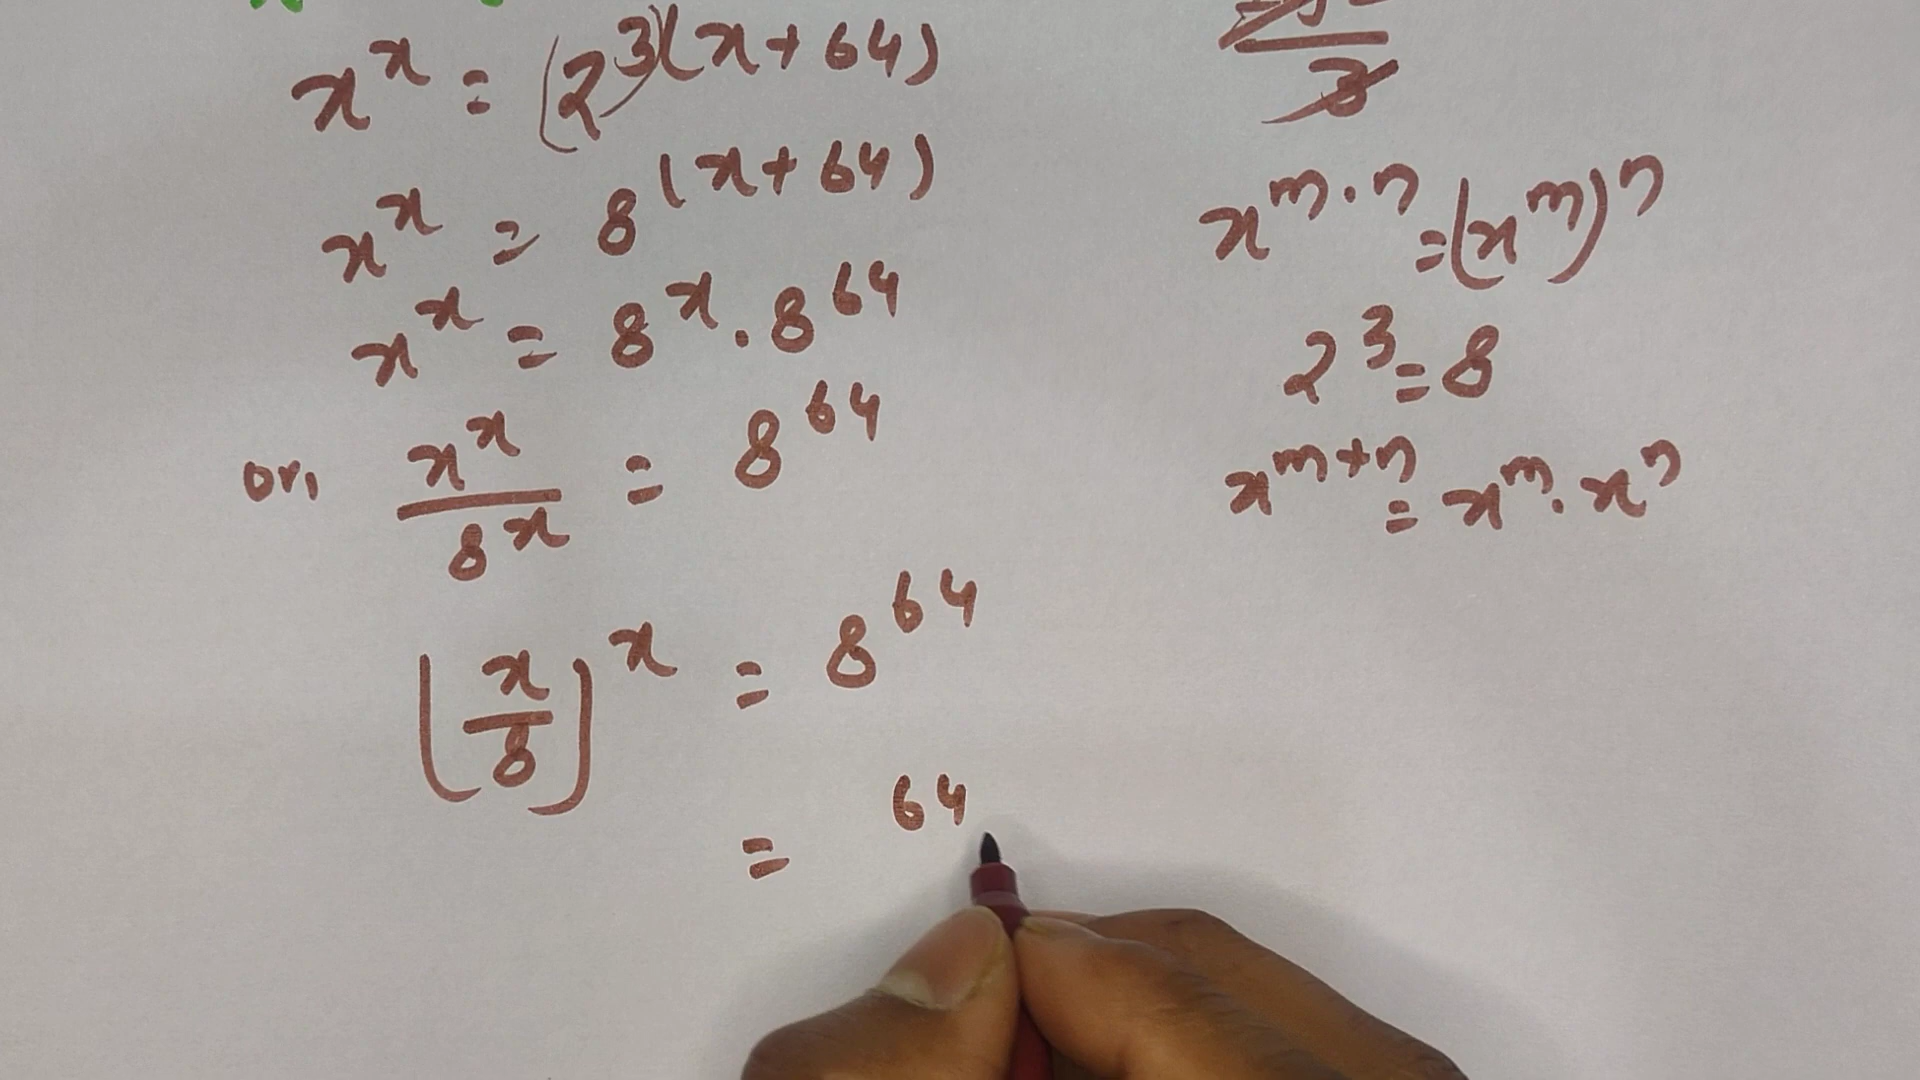 x^x = (2^3)^(x+64)
x^x = 8^(x+64)
x^x = 8^x . 8^64
or, x^x / 8^x = 8^64
(x/8)^x = 8^64
= 64
x^m.n = (x^m)^n
2^3 = 8
x^m+n = x^m . x^n